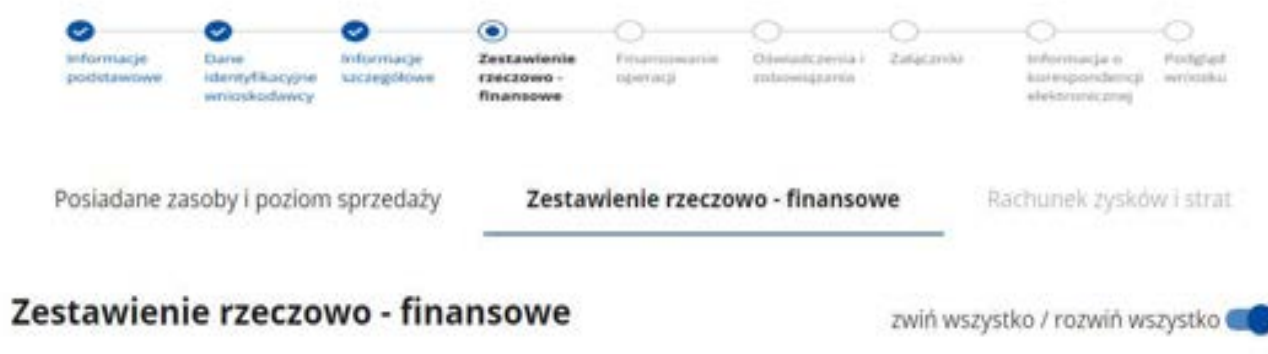 Informacje podstawowe
Dane identyfikacyjne wnioskodawcy
Informacje szczegółowe
Zestawienie rzeczowo - finansowe
Finansowanie operacji
Oświadczenia i zobowiązania
Załączniki
Informacja o korespondencji elektronicznej
Podgląd wniosku
Posiadane zasoby i poziom sprzedaży
Zestawienie rzeczowo - finansowe
Rachunek zysków i strat
Zestawienie rzeczowo - finansowe
zwiń wszystko / rozwiń wszystko